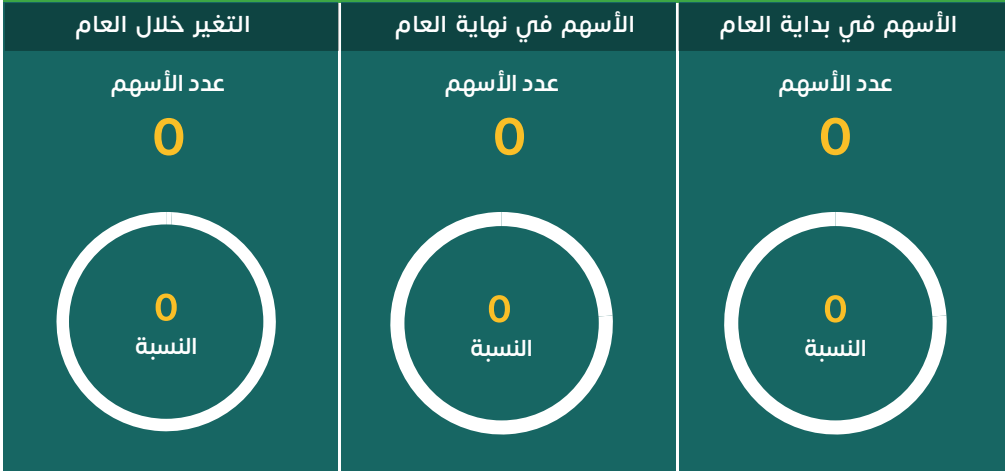 الأسهم في بداية العام
عدد الأسهم
0
0
النسبة
الأسهم في نهاية العام
عدد الأسهم
0
0
النسبة
التغير خلال العام
عدد الأسهم
0
0
النسبة